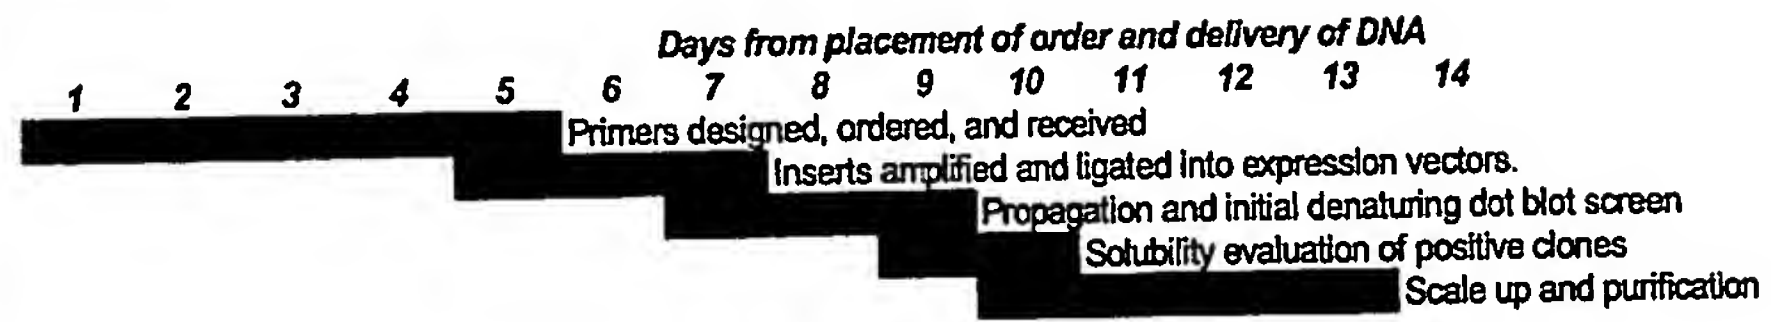 Days from placement of order and delivery of DNA
1 2 3 4 5 6 7 8 9 10 11 12 13 14
Primers designed, ordered, and received
Inserts amplified and ligated into expression vectors.
Propagation and initial denaturing dot blot screen
Solubility evaluation of positive clones
Scale up and purification